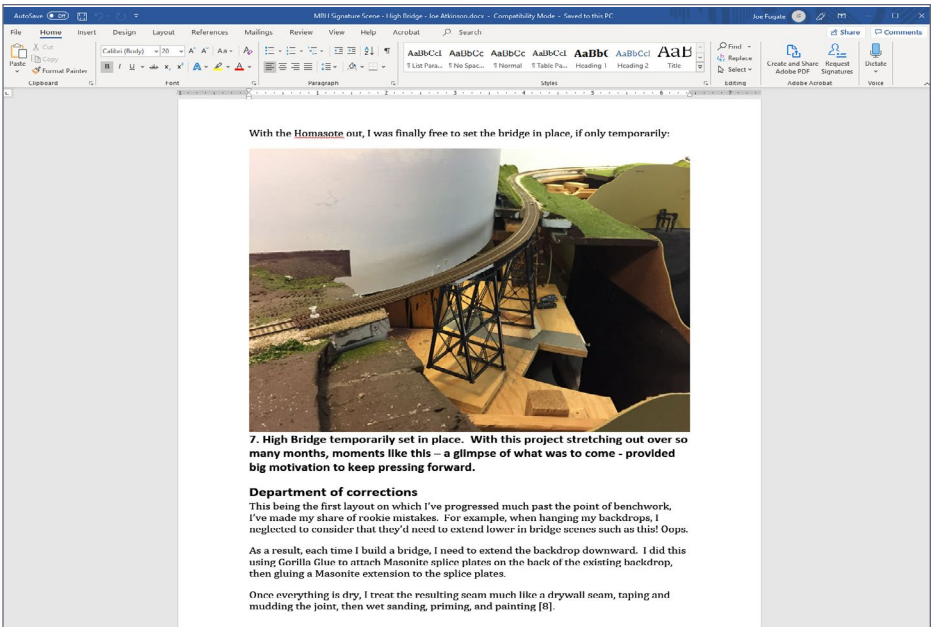 AutoSave Off
MBH Signature Scene - High Bridge - Joe Atkinson.docx - Compatibility Mode - Saved to this PC
Joe Fugate
JF
File Home Insert Design Layout References Mailings Review View Help Acrobat Search
Share Comments
Paste
Cut
Copy
Format Painter
Clipboard
Calibri (Body) 20
Font
Paragraph
AaBbCcI AaBbCc AaBbCc AaBbCcI AaBbC AaBbCcI AaB
¶ List Para... ¶ No Spac... ¶ Normal ¶ Table Pa... Heading 1 Heading 2 Title
Styles
Find
Replace
Select
Editing
Create and Share
Adobe PDF
Request
Signatures
Adobe Acrobat
Dictate
Voice
With the Homasote out, I was finally free to set the bridge in place, if only temporarily:
7. High Bridge temporarily set in place. With this project stretching out over so
many months, moments like this – a glimpse of what was to come - provided
big motivation to keep pressing forward.
Department of corrections
This being the first layout on which I’ve progressed much past the point of benchwork,
I’ve made my share of rookie mistakes. For example, when hanging my backdrops, I
neglected to consider that they’d need to extend lower in bridge scenes such as this! Oops.
As a result, each time I build a bridge, I need to extend the backdrop downward. I did this
using Gorilla Glue to attach Masonite splice plates on the back of the existing backdrop,
then gluing a Masonite extension to the splice plates.
Once everything is dry, I treat the resulting seam much like a drywall seam, taping and
mudding the joint, then wet sanding, priming, and painting [8].